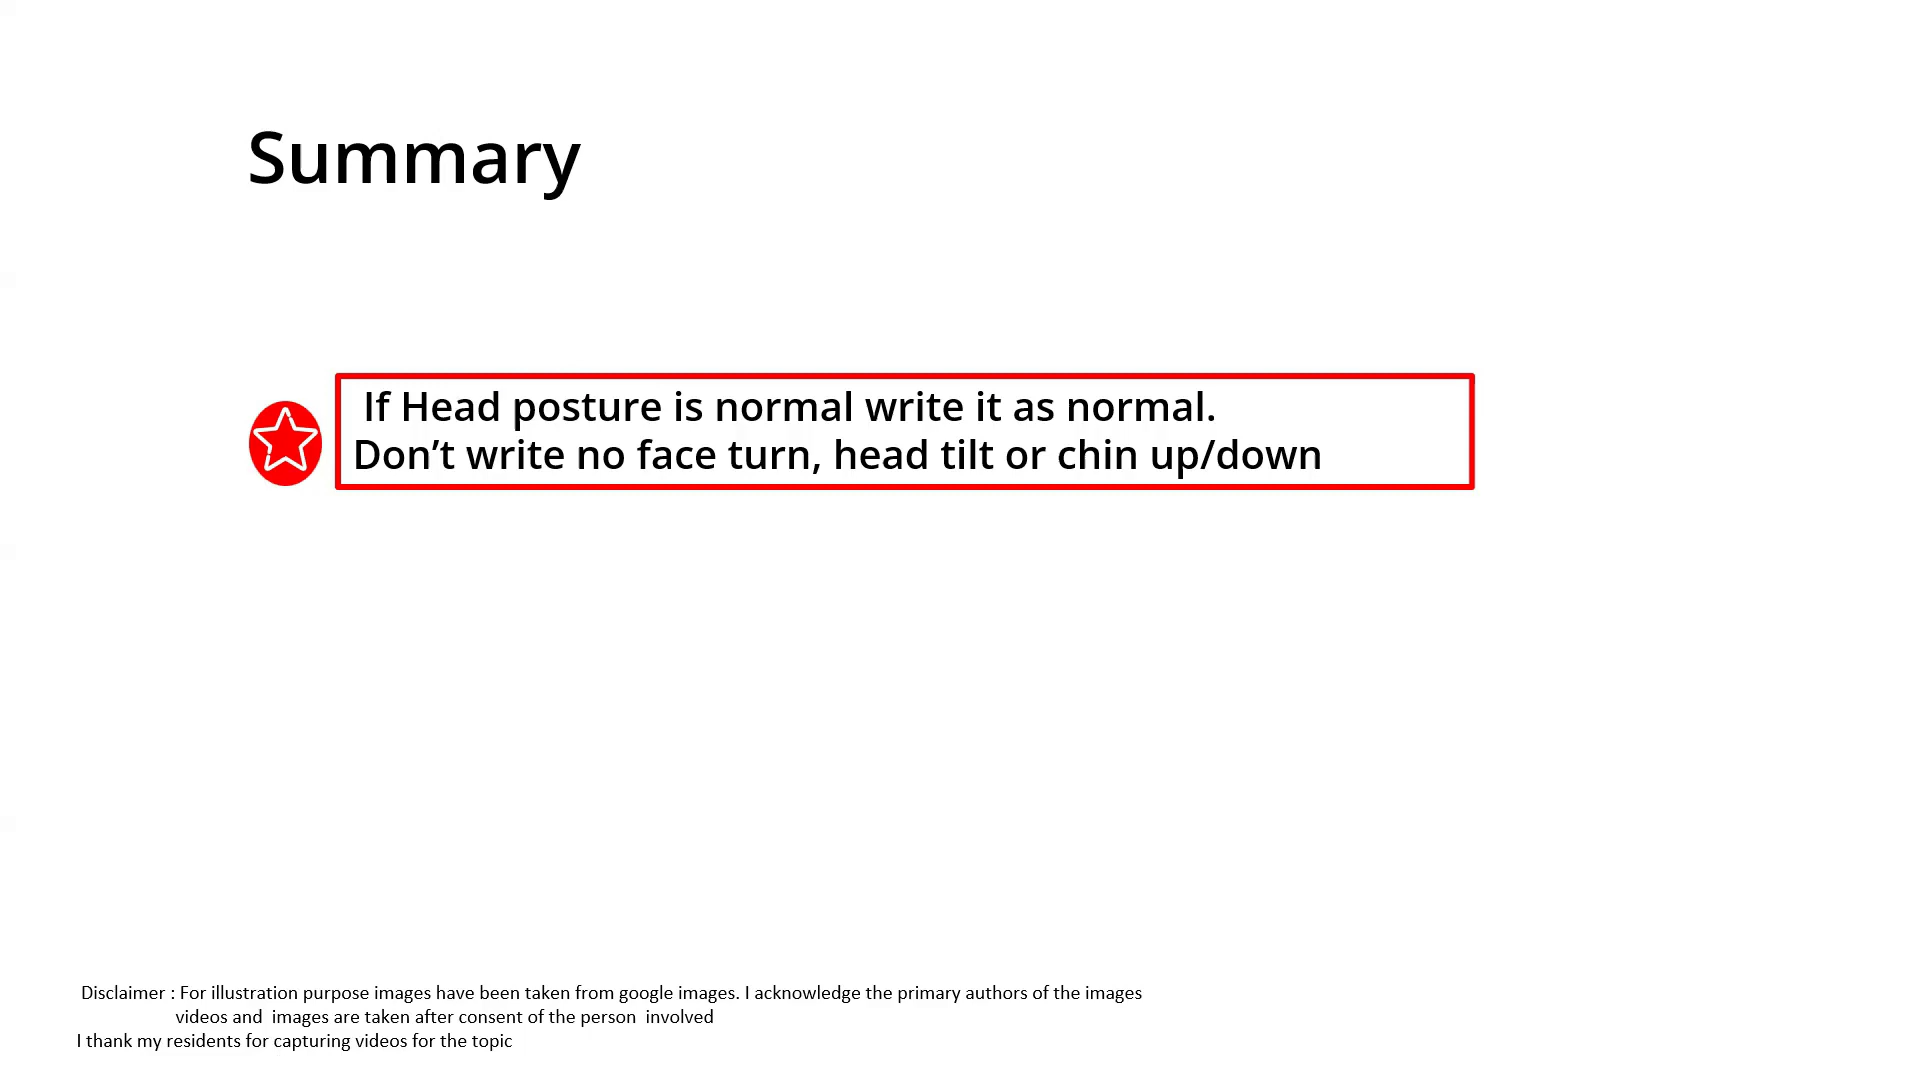 Summary
If Head posture is normal write it as normal.
Don’t write no face turn, head tilt or chin up/down
Disclaimer : For illustration purpose images have been taken from google images. I acknowledge the primary authors of the images
videos and  images are taken after consent of the person  involved
I thank my residents for capturing videos for the topic